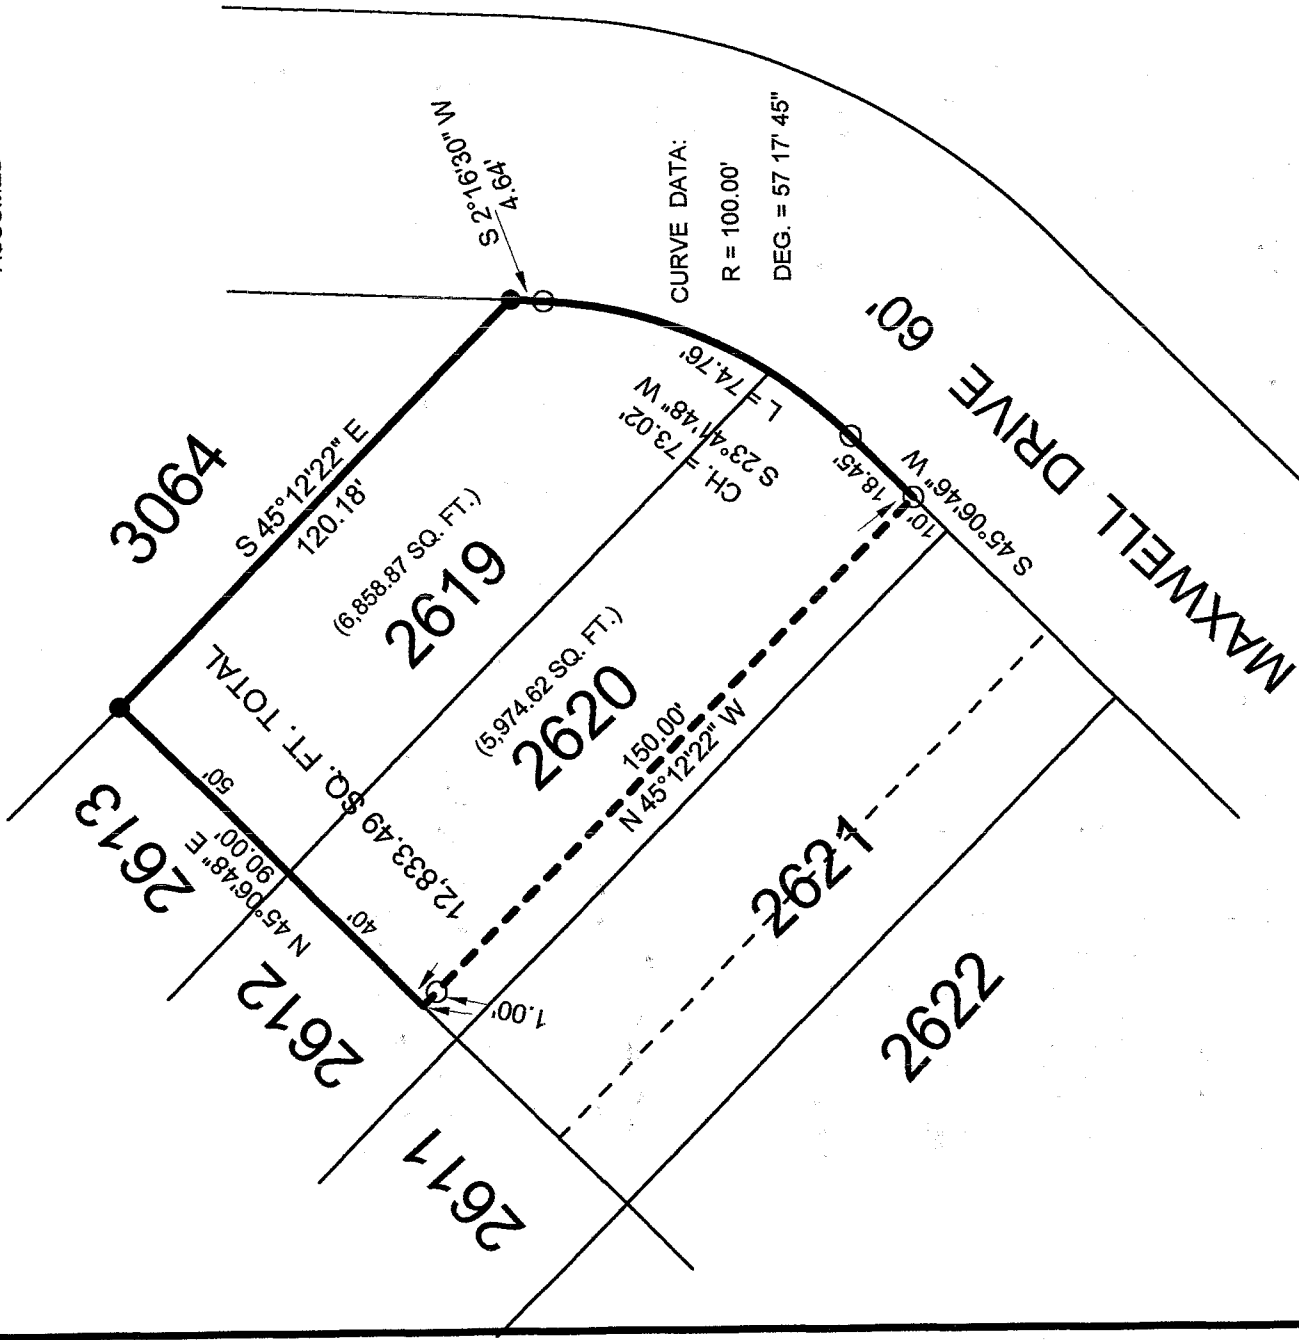 S 2°16'30" W
4.64'
CURVE DATA:
R = 100.00'
DEG. = 57 17' 45"
3064
S 45°12'22" E
120.18'
(6,858.87 SQ. FT.)
2619
L = 74.76'
CH. = 73.02'
S 23°41'48" W
MAXWELL DRIVE 60'
18.45'
10'
S 45°06'46" W
12,833.49 SQ. FT. TOTAL
(5,974.62 SQ. FT.)
2620
150.00'
N 45°12'22" W
2613
50'
N 45°06'48" E
90.00'
40'
2612
1.00'
2621
2611
2622